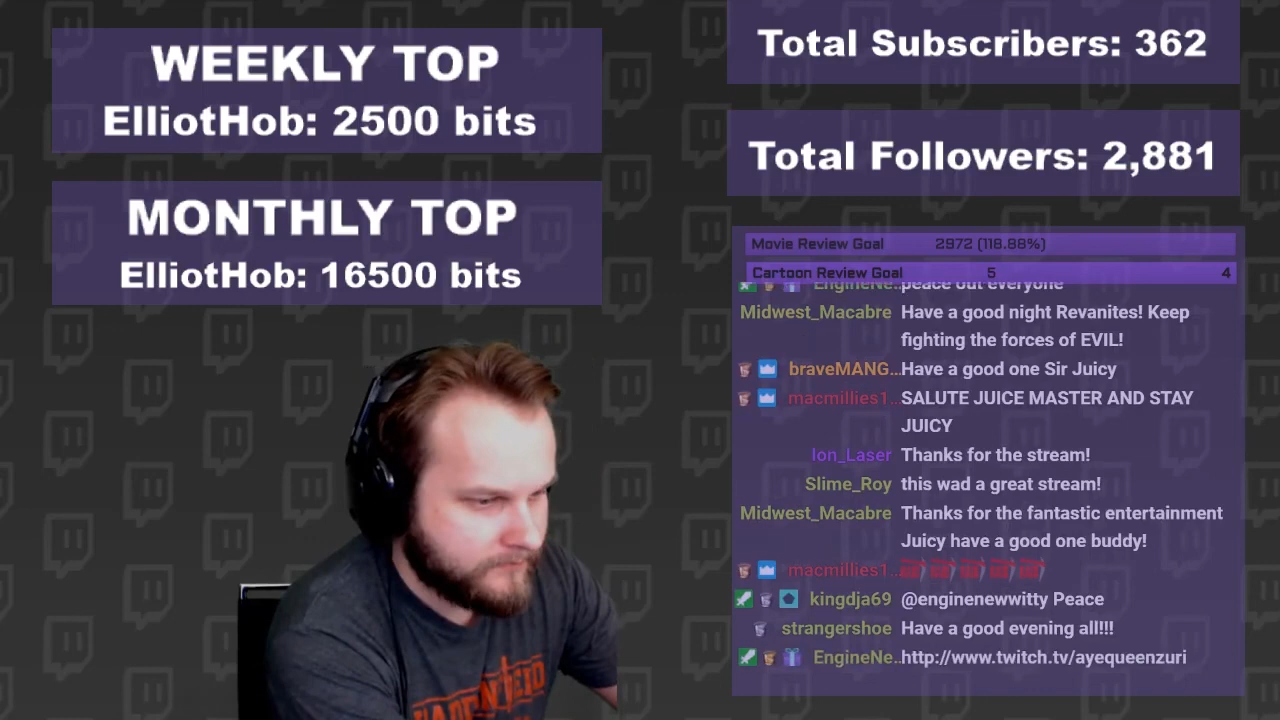 WEEKLY TOP
ElliotHob: 2500 bits
MONTHLY TOP
ElliotHob: 16500 bits
Total Subscribers: 362
Total Followers: 2,881
Movie Review Goal 2972 (118.88%)
Cartoon Review Goal 5 4
EngineNe.. peace out everyone
Midwest_Macabre Have a good night Revanites! Keep
fighting the forces of EVIL!
braveMANG... Have a good one Sir Juicy
macmillies1... SALUTE JUICE MASTER AND STAY
JUICY
Ion_Laser Thanks for the stream!
Slime_Roy this wad a great stream!
Midwest_Macabre Thanks for the fantastic entertainment
Juicy have a good one buddy!
macmillies1...
kingdja69 @enginenewwitty Peace
strangershoe Have a good evening all!!!
EngineNe.. http://www.twitch.tv/ayequeenzuri